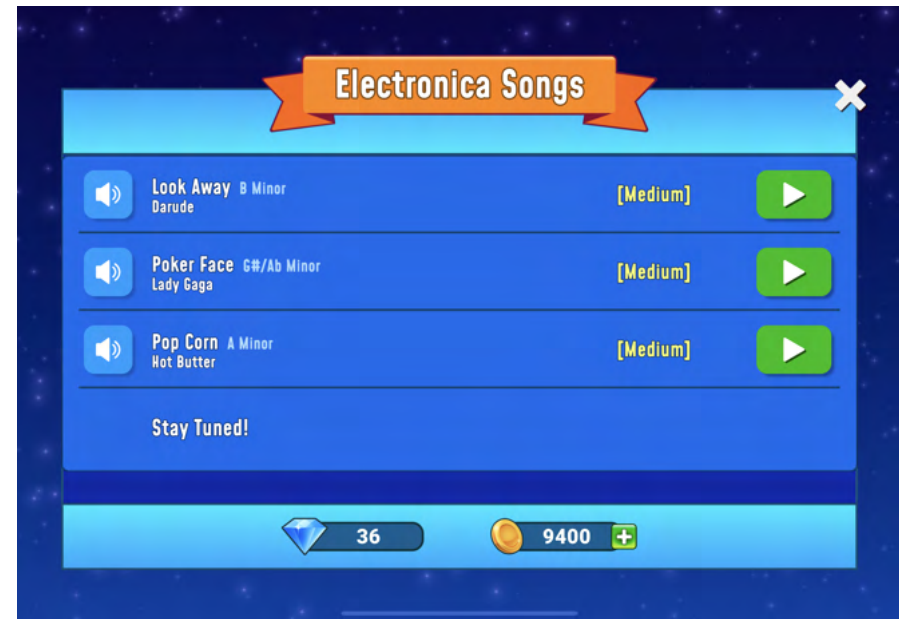 Electronica Songs
Look Away B Minor [Medium]
Darude
Poker Face G#/Ab Minor [Medium]
Lady Gaga
Pop Corn A Minor [Medium]
Hot Butter
Stay Tuned!
36 9400